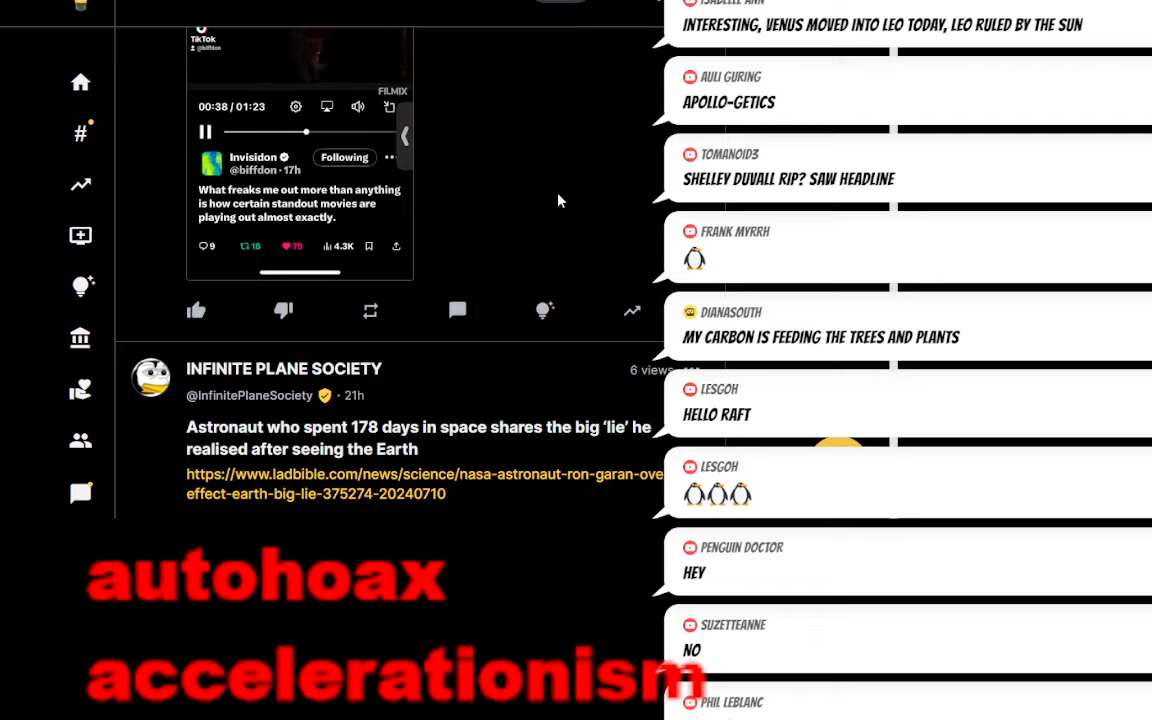 TikTok
@biffdon
FILMIX
00:38 / 01:23
Invisidon
Following
@biffdon · 17h
What freaks me out more than anything
is how certain standout movies are
playing out almost exactly.
9
18
79
4.3K
INFINITE PLANE SOCIETY
6 views
@InfinitePlaneSociety · 21h
Astronaut who spent 178 days in space shares the big ‘lie’ he
realised after seeing the Earth
https://www.ladbible.com/news/science/nasa-astronaut-ron-garan-ove
effect-earth-big-lie-375274-20240710
autohoax
accelerationism
ISABELLE ANN
INTERESTING, VENUS MOVED INTO LEO TODAY, LEO RULED BY THE SUN
AULI GURING
APOLLO-GETICS
TOMANOID3
SHELLEY DUVALL RIP? SAW HEADLINE
FRANK MYRRH
DIANASOUTH
MY CARBON IS FEEDING THE TREES AND PLANTS
LESGOH
HELLO RAFT
LESGOH
PENGUIN DOCTOR
HEY
SUZETTEANNE
NO
PHIL LEBLANC